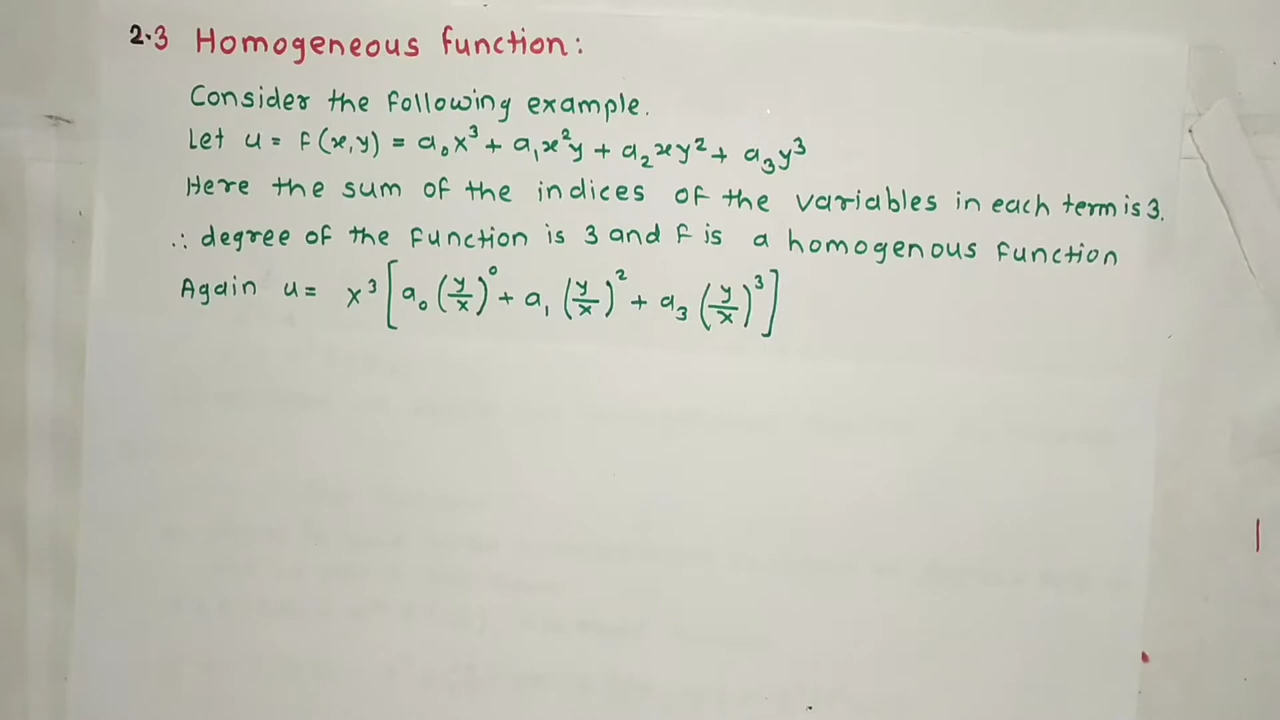 2.3 Homogeneous function:
Consider the following example.
Let u = f(x,y) = a₀x³ + a₁x²y + a₂xy² + a₃y³
Here the sum of the indices of the variables in each term is 3.
∴ degree of the function is 3 and f is a homogenous function
Again u = x³[a₀(y/x)⁰ + a₁(y/x)² + a₃(y/x)³]